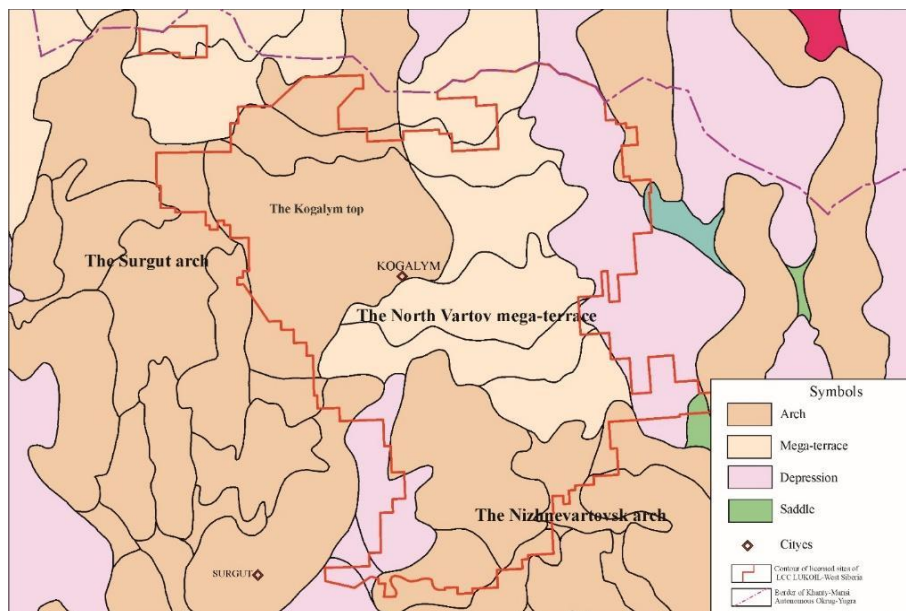 The Kogalym top
The Surgut arch
KOGALYM
The North Vartov mega-terrace
The Nizhnevartovsk arch
SURGUT
Symbols
Arch
Mega-terrace
Depression
Saddle
Cityes
Contour of licensed sites of
LCC LUKOIL-West Siberia
Border of Khanty-Mansi
Autonomous Okrug-Yugra